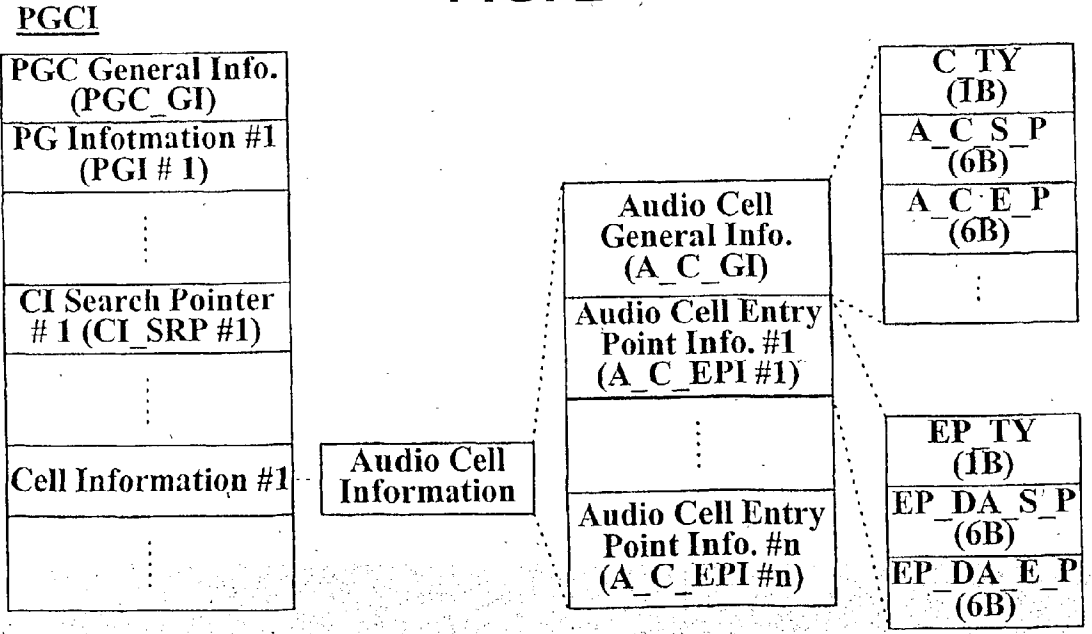 PGCI
PGC General Info.
(PGC_GI)
PG Infotmation #1
(PGI # 1)
CI Search Pointer
# 1 (CI_SRP #1)
Cell Information #1
Audio Cell
Information
Audio Cell
General Info.
(A_C_GI)
Audio Cell Entry
Point Info. #1
(A_C_EPI #1)
Audio Cell Entry
Point Info. #n
(A_C_EPI #n)
C_TY
(1B)
A_C_S_P
(6B)
A_C_E_P
(6B)
EP_TY
(1B)
EP_DA_S_P
(6B)
EP_DA_E_P
(6B)